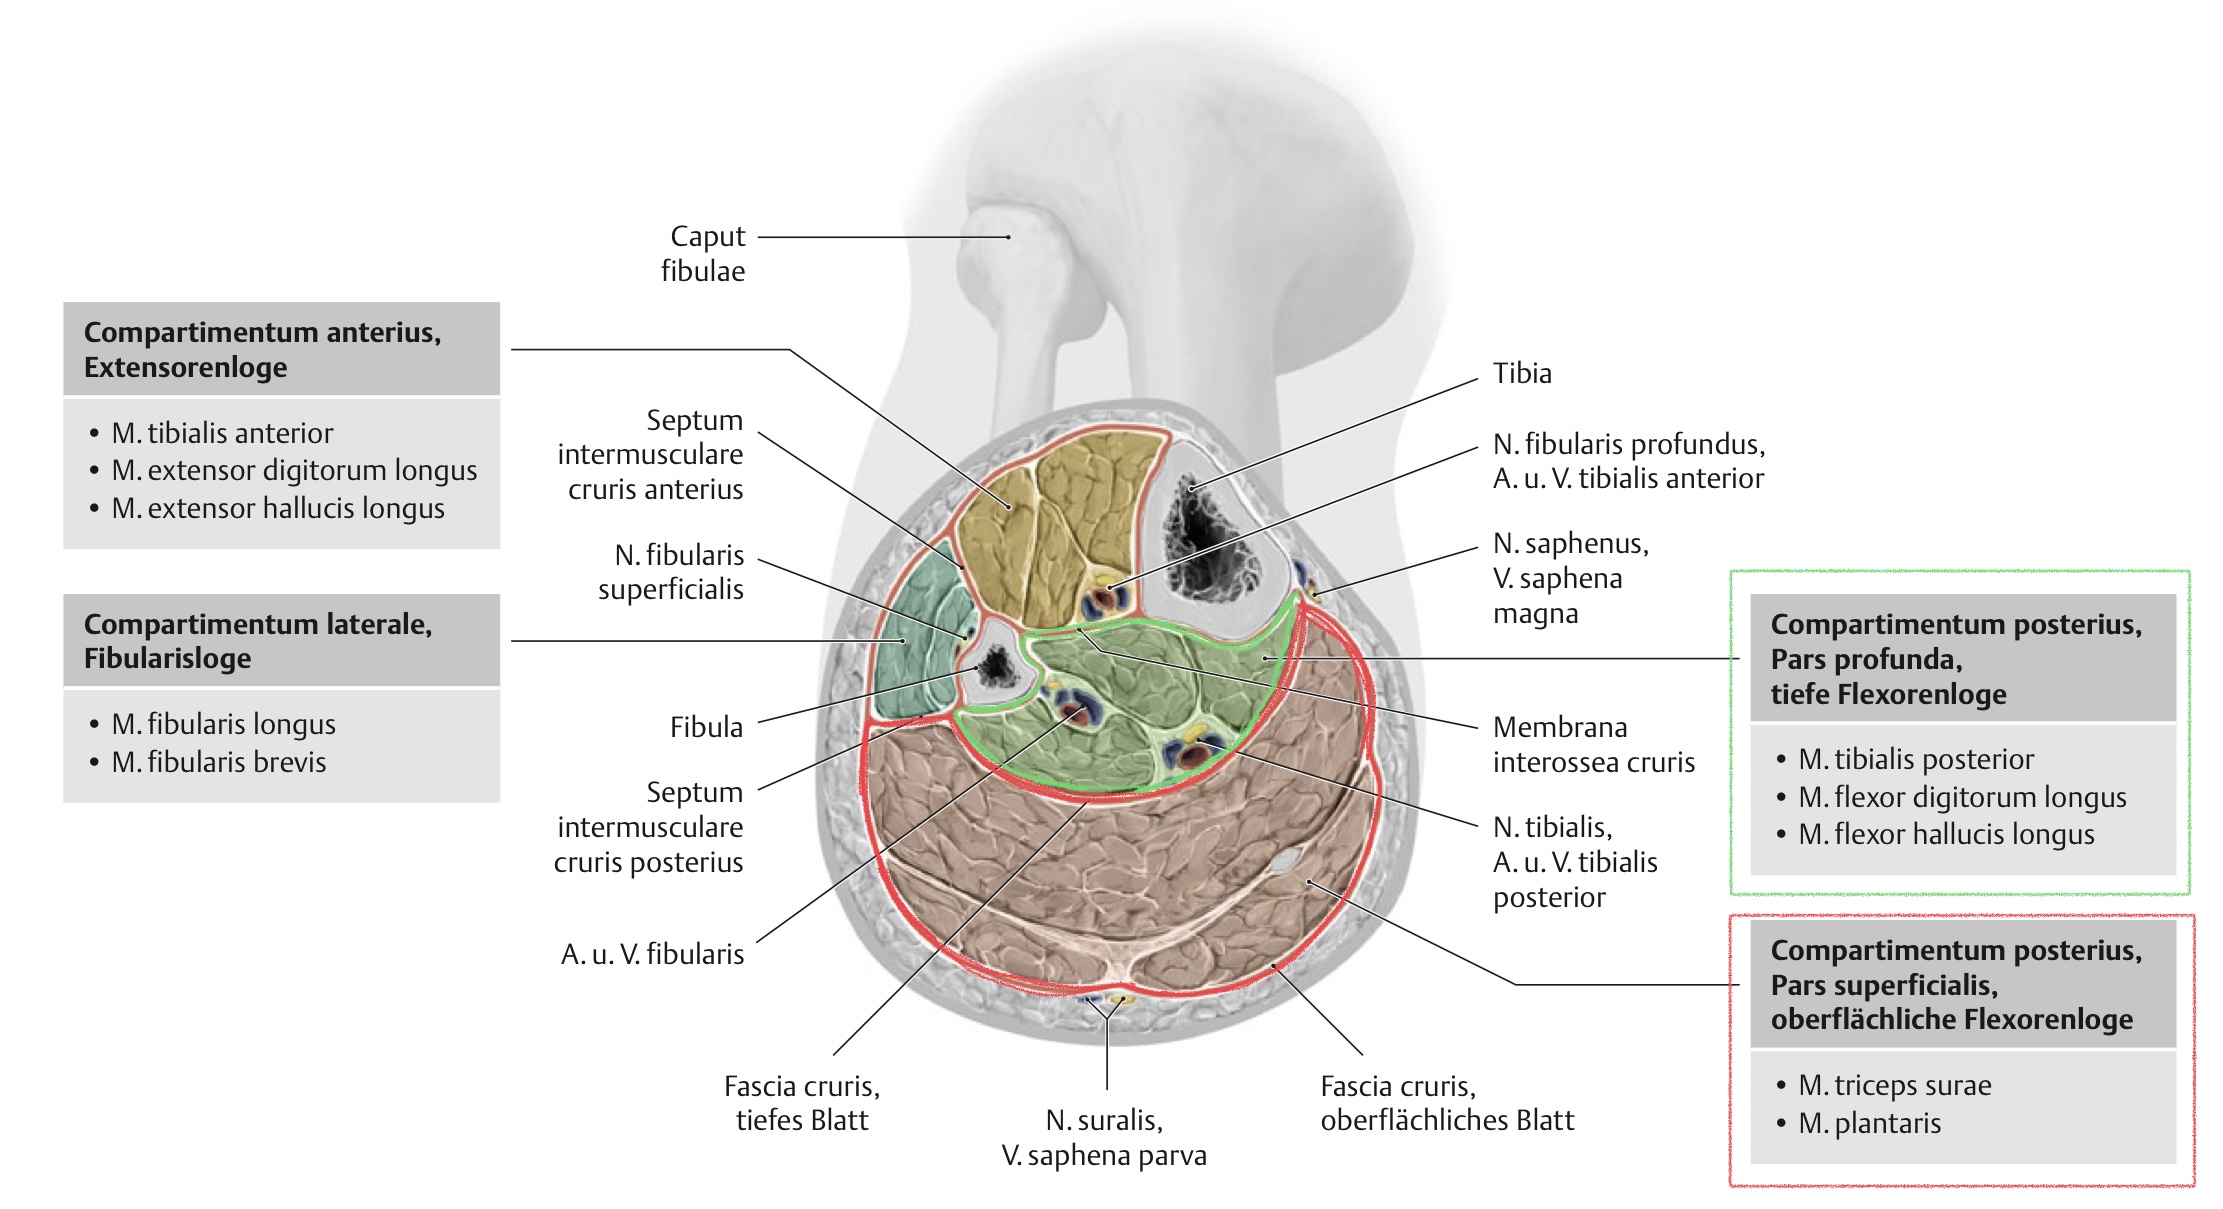 Caput
fibulae
Compartimentum anterius,
Extensorenloge
• M. tibialis anterior
• M. extensor digitorum longus
• M. extensor hallucis longus
Septum
intermusculare
cruris anterius
N. fibularis
superficialis
Compartimentum laterale,
Fibularisloge
• M. fibularis longus
• M. fibularis brevis
Fibula
Septum
intermusculare
cruris posterius
A. u. V. fibularis
Fascia cruris,
tiefes Blatt
N. suralis,
V. saphena parva
Fascia cruris,
oberflächliches Blatt
Tibia
N. fibularis profundus,
A. u. V. tibialis anterior
N. saphenus,
V. saphena
magna
Membrana
interossea cruris
N. tibialis,
A. u. V. tibialis
posterior
Compartimentum posterius,
Pars profunda,
tiefe Flexorenloge
• M. tibialis posterior
• M. flexor digitorum longus
• M. flexor hallucis longus
Compartimentum posterius,
Pars superficialis,
oberflächliche Flexorenloge
• M. triceps surae
• M. plantaris